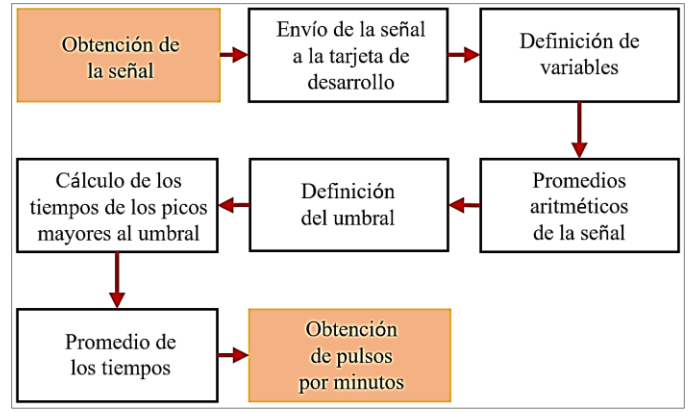 Obtención de
la señal
Envío de la señal
a la tarjeta de
desarrollo
Definición de
variables
Promedios
aritméticos
de la señal
Definición
del umbral
Cálculo de los
tiempos de los picos
mayores al umbral
Promedio de
los tiempos
Obtención
de pulsos
por minutos